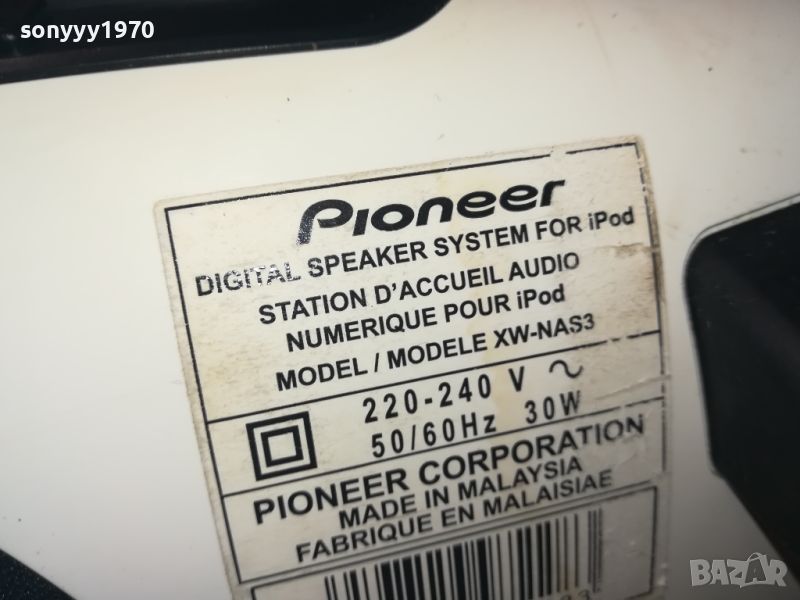 sonyyy1970
Pioneer
DIGITAL SPEAKER SYSTEM FOR iPod
STATION D'ACCUEIL AUDIO
NUMERIQUE POUR iPod
MODEL / MODELE XW-NAS3
220-240 V ~
50/60Hz 30W
PIONEER CORPORATION
MADE IN MALAYSIA
FABRIQUE EN MALAISIAE
BAZAR